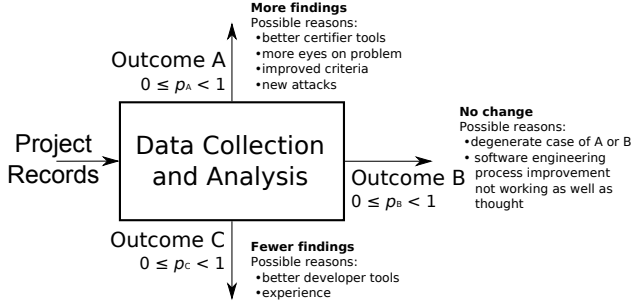 More findings
Possible reasons:
•better certifier tools
•more eyes on problem
•improved criteria
•new attacks
Outcome A
0 ≤ pA < 1
Project
Records
Data Collection
and Analysis
No change
Possible reasons:
•degenerate case of A or B
• software engineering
process improvement
not working as well as
thought
Outcome B
0 ≤ pB < 1
Outcome C
0 ≤ pC < 1
Fewer findings
Possible reasons:
•better developer tools
•experience